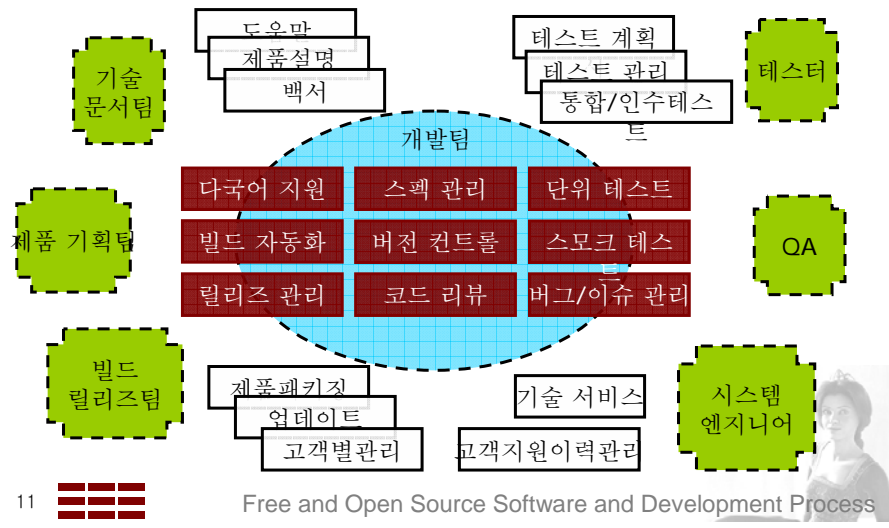 도움말
제품설명
백서
테스트 계획
테스트 관리
통합/인수테스
트
기술
문서팀
테스터
개발팀
다국어 지원
스펙 관리
단위 테스트
제품 기획팀
빌드 자동화
버전 컨트롤
스모크 테스
트
QA
릴리즈 관리
코드 리뷰
버그/이슈 관리
빌드
릴리즈팀
제품패키징
업데이트
고객별관리
기술 서비스
고객지원이력관리
시스템
엔지니어
11
Free and Open Source Software and Development Process